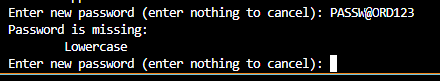 Enter new password (enter nothing to cancel): PASSW@ORD123
Password is missing:
Lowercase
Enter new password (enter nothing to cancel):